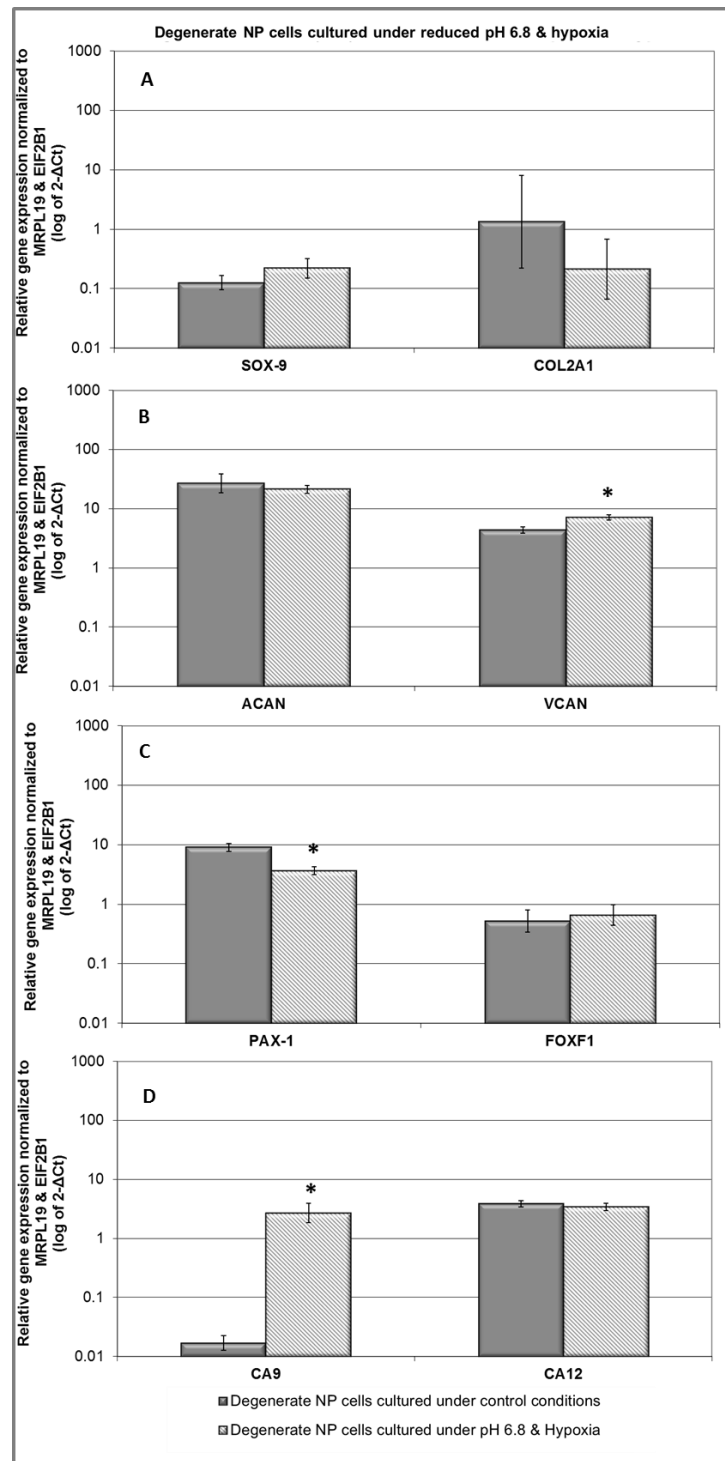 Degenerate NP cells cultured under reduced pH 6.8 & hypoxia
A
Relative gene expression normalized to
MRPL19 & EIF2B1
(log of 2-ΔCt)
1000
100
10
1
0.1
0.01
SOX-9 COL2A1
B
Relative gene expression normalized to
MRPL19 & EIF2B1
(log of 2-ΔCt)
1000
100
10
1
0.1
0.01
*
ACAN VCAN
C
Relative gene expression normalized to
MRPL19 & EIF2B1
(log of 2-ΔCt)
1000
100
10
1
0.1
0.01
*
PAX-1 FOXF1
D
Relative gene expression normalized to
MRPL19 & EIF2B1
(log of 2-ΔCt)
1000
100
10
1
0.1
0.01
*
CA9 CA12
Degenerate NP cells cultured under control conditions
Degenerate NP cells cultured under pH 6.8 & Hypoxia